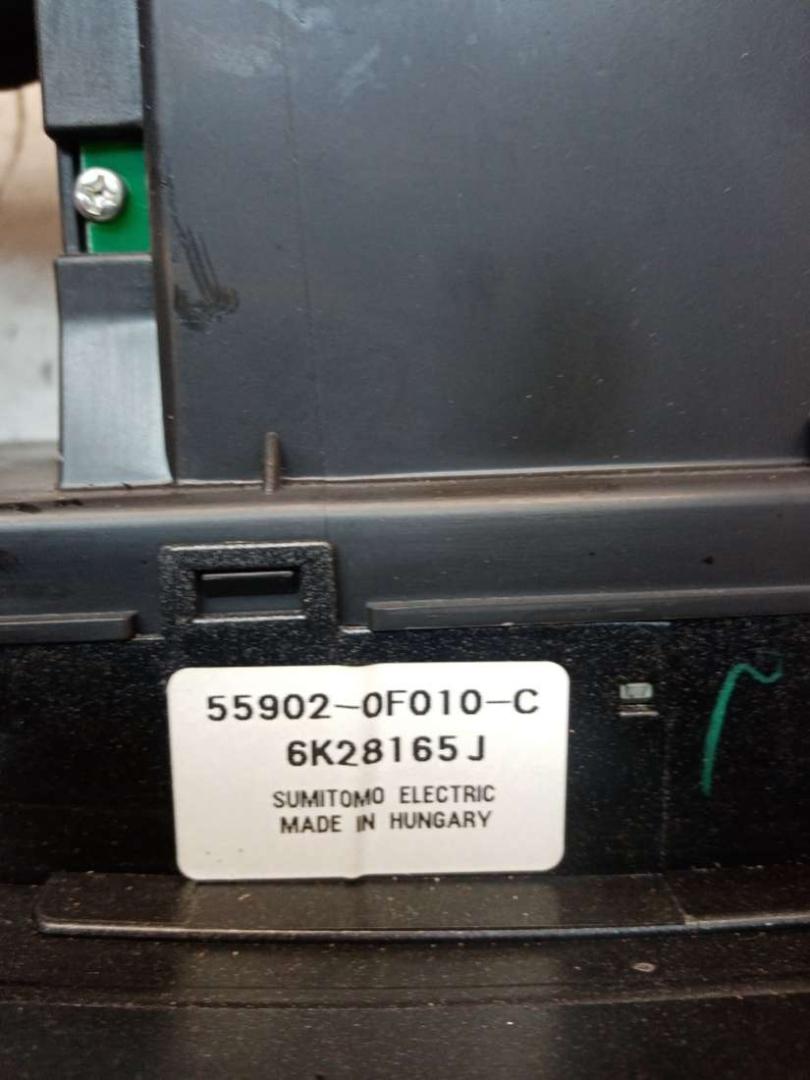 55902-0F010-C
6K28165J
SUMITOMO ELECTRIC
MADE IN HUNGARY